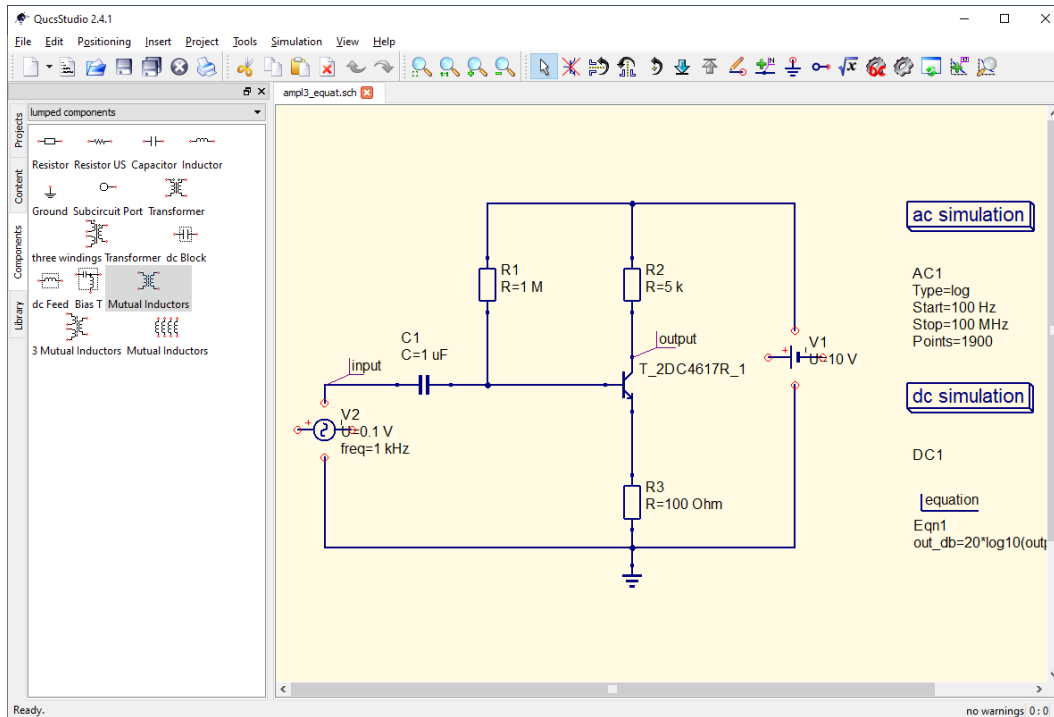 QucsStudio 2.4.1
File Edit Positioning Insert Project Tools Simulation View Help
ampl3_equat.sch
Projects
Content
Components
Library
lumped components
Resistor Resistor US Capacitor Inductor
Ground Subcircuit Port Transformer
three windings Transformer dc Block
dc Feed Bias T Mutual Inductors
3 Mutual Inductors Mutual Inductors
R1
R=1 M
R2
R=5 k
C1
C=1 uF
input
output
T_2DC4617R_1
V1
U=10 V
V2
U=0.1 V
freq=1 kHz
R3
R=100 Ohm
ac simulation
AC1
Type=log
Start=100 Hz
Stop=100 MHz
Points=1900
dc simulation
DC1
equation
Eqn1
out_db=20*log10(outp
Ready.
no warnings 0 : 0